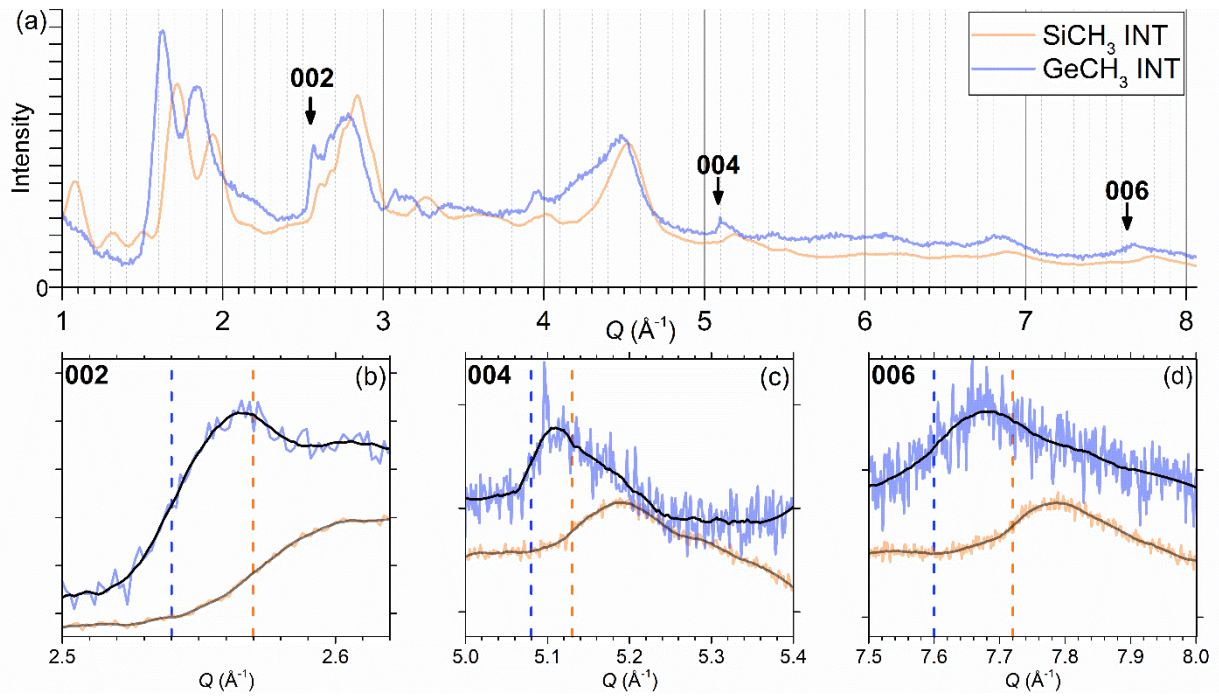 (a)
SiCH₃ INT
GeCH₃ INT
002
004
006
Intensity
0
1 2 3 4 5 6 7 8
Q (Å⁻¹)
002 (b)
004 (c)
006 (d)
2.5 2.6
5.0 5.1 5.2 5.3 5.4
7.5 7.6 7.7 7.8 7.9 8.0
Q (Å⁻¹) Q (Å⁻¹) Q (Å⁻¹)